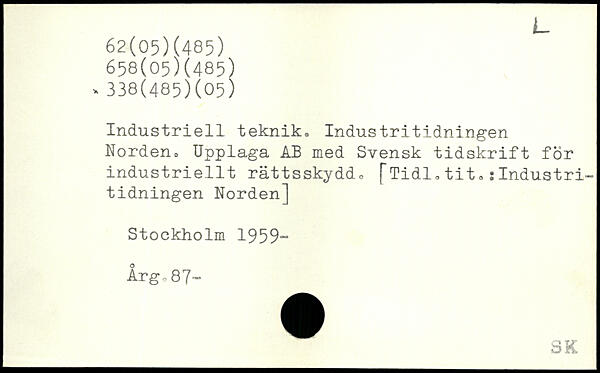 L
62(05)(485)
658(05)(485)
× 338(485)(05)
Industriell teknik. Industritidningen
Norden. Upplaga AB med Svensk tidskrift för
industriellt rättsskydd. [Tidl.tit.:Industri-
tidningen Norden]
Stockholm 1959-
Årg.87-
SK